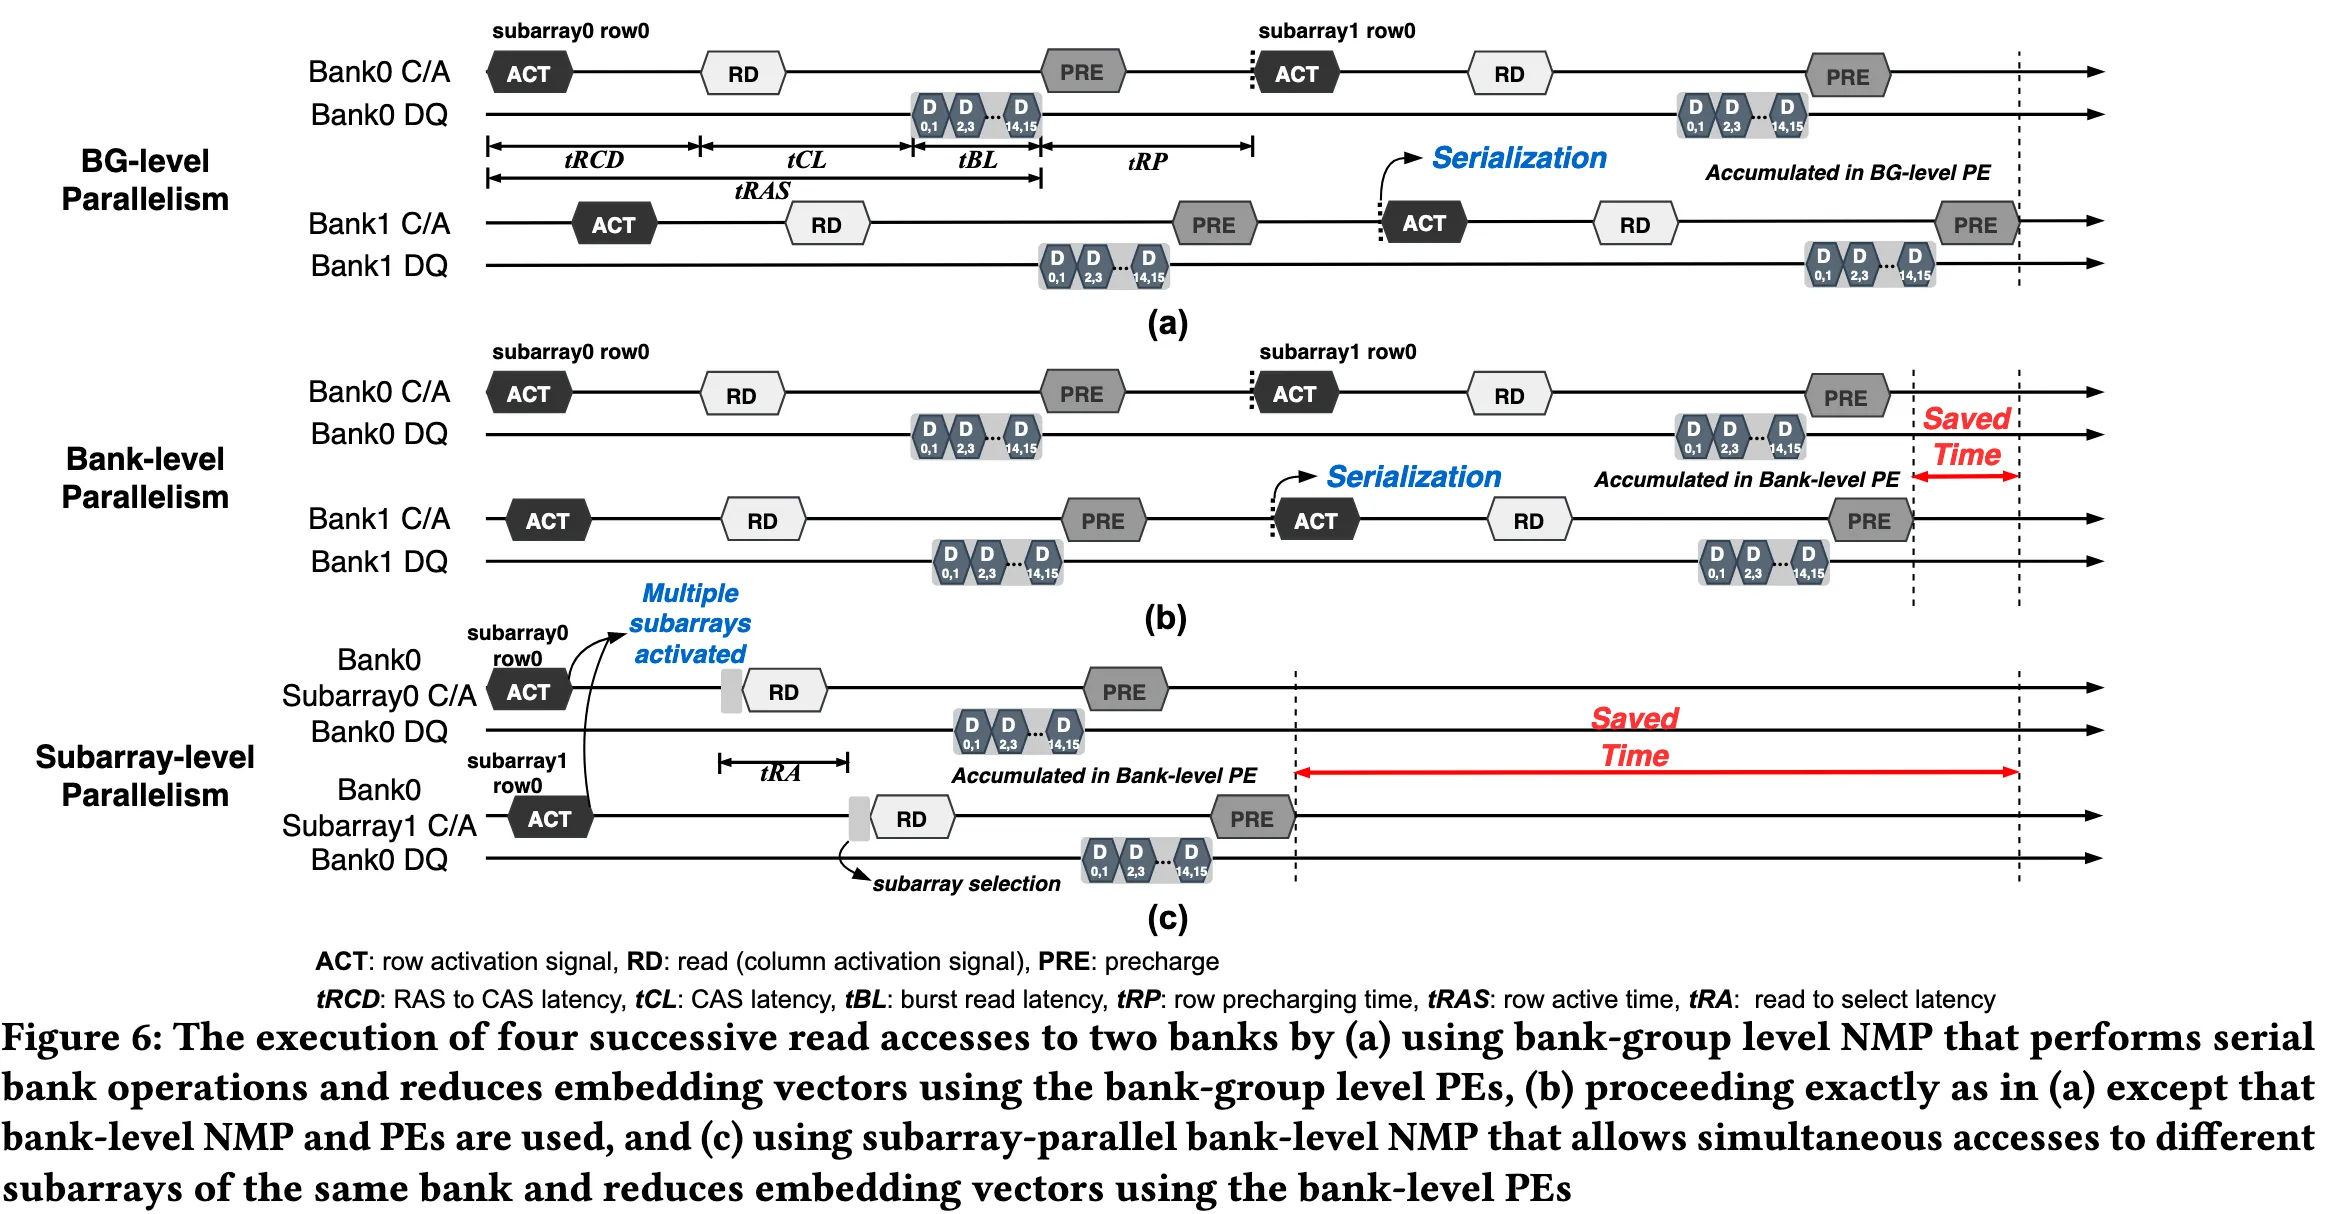 subarray0 row0 subarray1 row0
Bank0 C/A ACT RD PRE ACT RD PRE
Bank0 DQ D 0,1 D 2,3 ... D 14,15 D 0,1 D 2,3 ... D 14,15
BG-level
Parallelism
tRCD tCL tBL tRP
tRAS
Serialization
Accumulated in BG-level PE
Bank1 C/A ACT RD PRE ACT RD PRE
Bank1 DQ D 0,1 D 2,3 ... D 14,15 D 0,1 D 2,3 ... D 14,15
(a)
subarray0 row0 subarray1 row0
Bank0 C/A ACT RD PRE ACT RD PRE
Bank0 DQ D 0,1 D 2,3 ... D 14,15 D 0,1 D 2,3 ... D 14,15
Saved
Time
Bank-level
Parallelism
Serialization
Accumulated in Bank-level PE
Bank1 C/A ACT RD PRE ACT RD PRE
Bank1 DQ D 0,1 D 2,3 ... D 14,15 D 0,1 D 2,3 ... D 14,15
(b)
Multiple
subarrays
activated
subarray0
row0
Bank0
Subarray0 C/A ACT RD PRE
Bank0 DQ D 0,1 D 2,3 ... D 14,15
Saved
Time
Subarray-level
Parallelism
subarray1
row0
tRA
Accumulated in Bank-level PE
Bank0
Subarray1 C/A ACT RD PRE
Bank0 DQ D 0,1 D 2,3 ... D 14,15
subarray selection
(c)
ACT: row activation signal, RD: read (column activation signal), PRE: precharge
tRCD: RAS to CAS latency, tCL: CAS latency, tBL: burst read latency, tRP: row precharging time, tRAS: row active time, tRA: read to select latency
Figure 6: The execution of four successive read accesses to two banks by (a) using bank-group level NMP that performs serial
bank operations and reduces embedding vectors using the bank-group level PEs, (b) proceeding exactly as in (a) except that
bank-level NMP and PEs are used, and (c) using subarray-parallel bank-level NMP that allows simultaneous accesses to different
subarrays of the same bank and reduces embedding vectors using the bank-level PEs